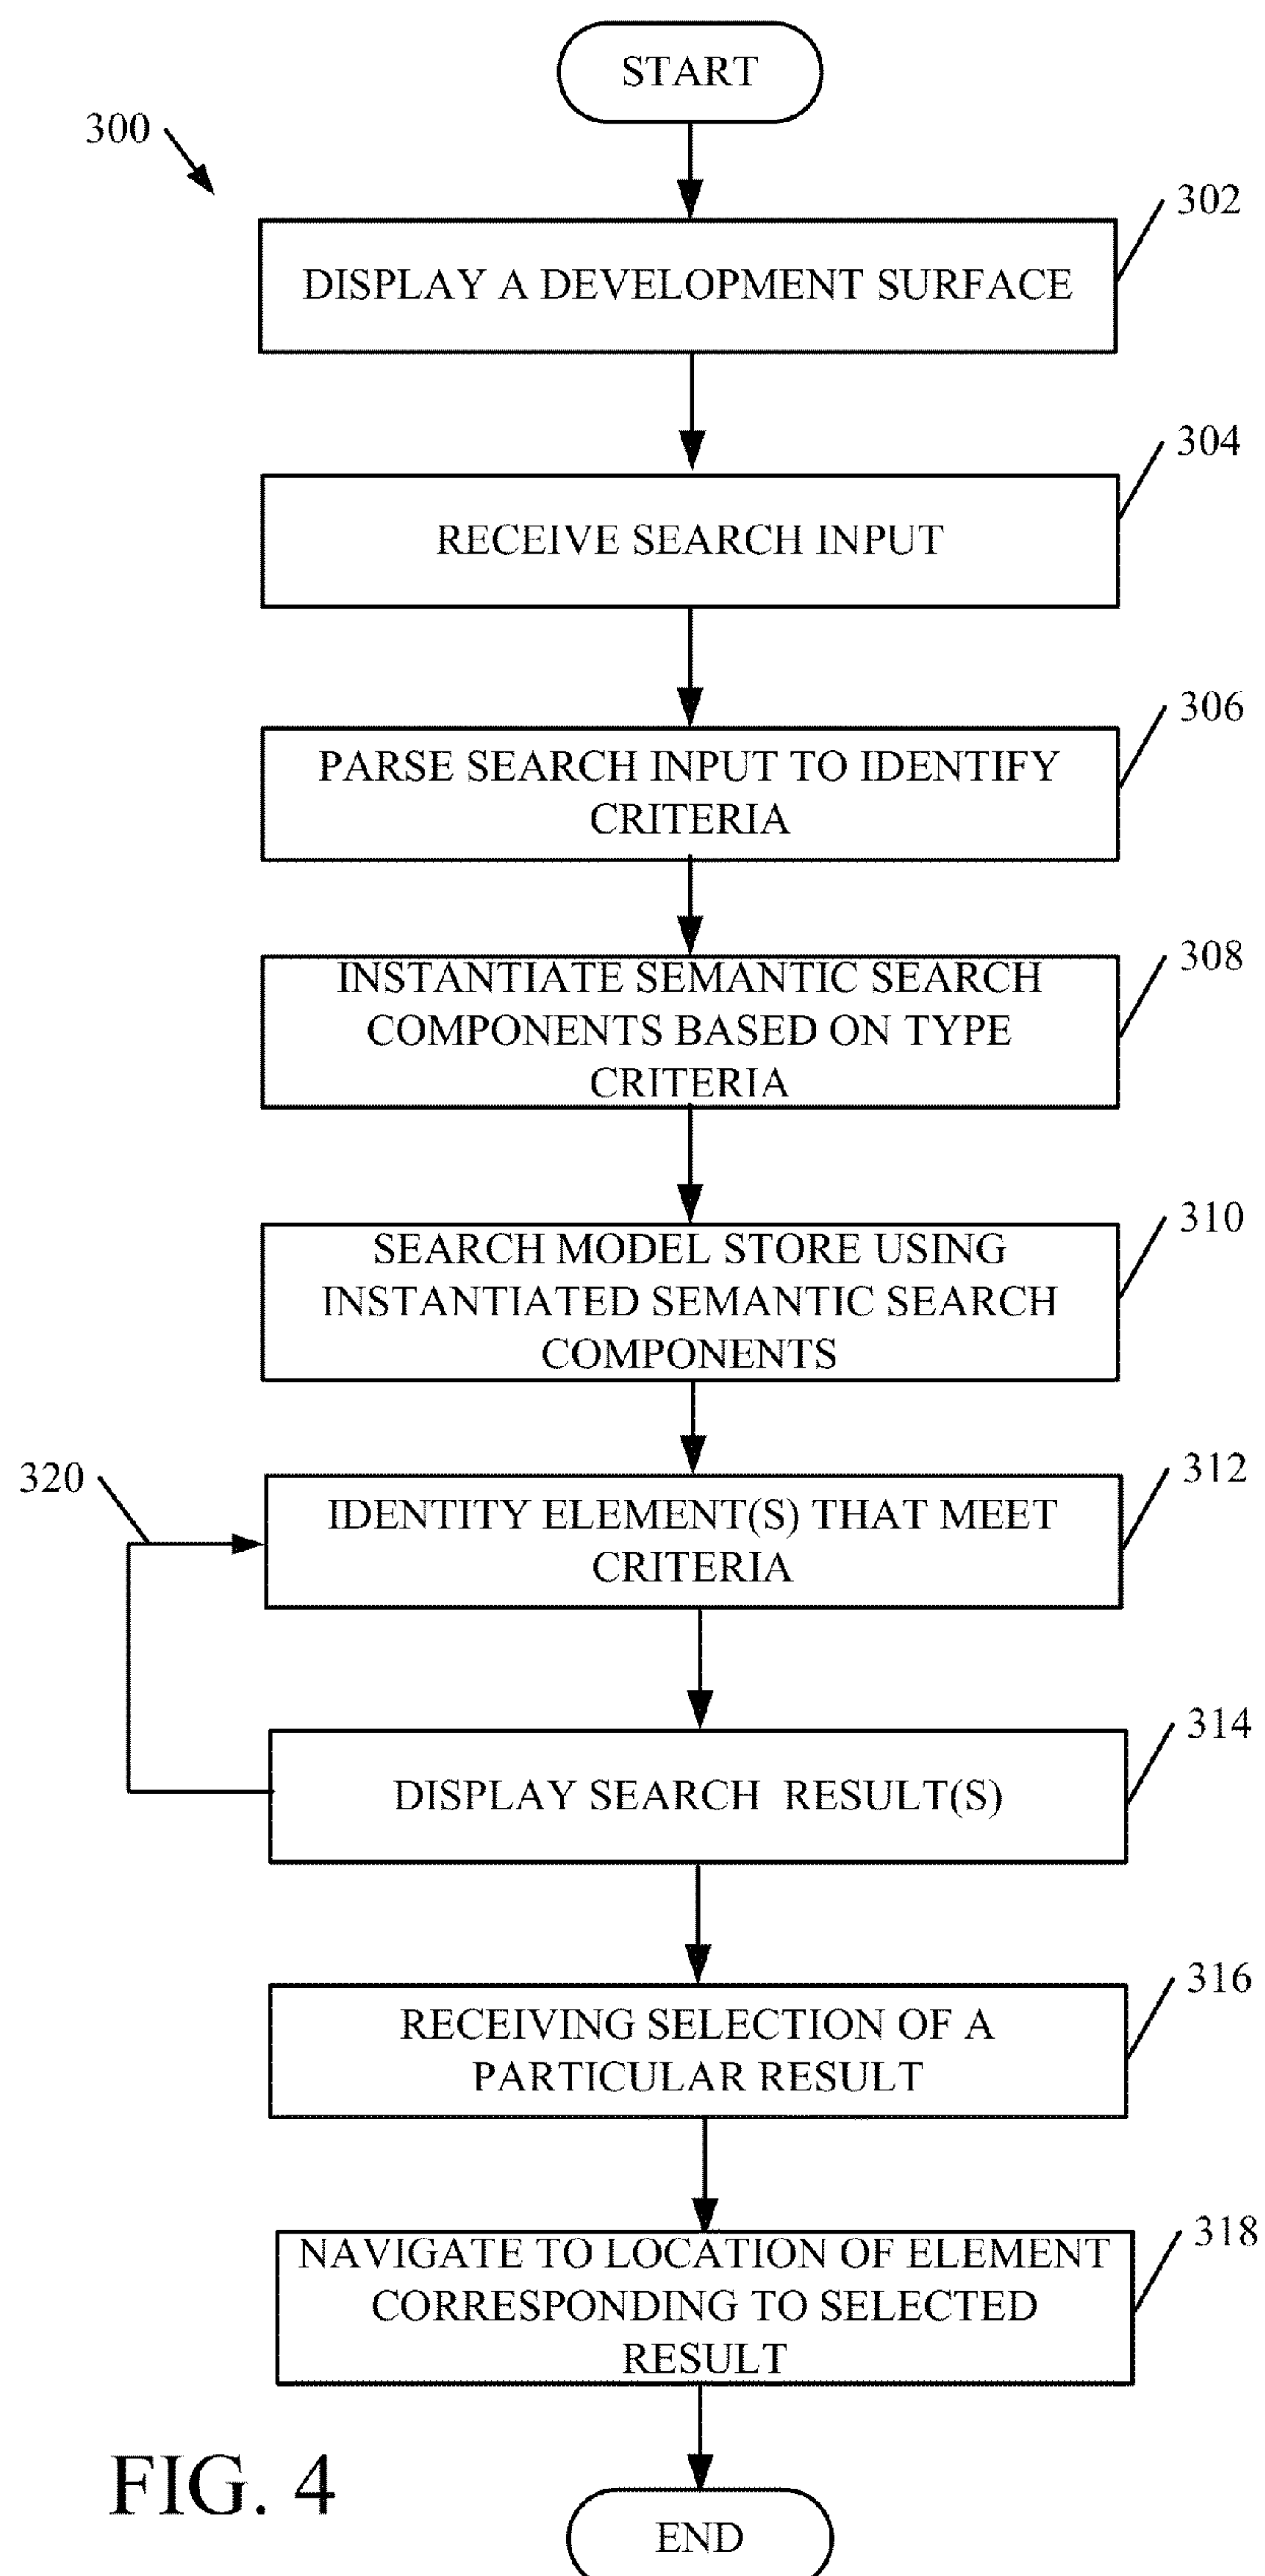 START
300
302
DISPLAY A DEVELOPMENT SURFACE
304
RECEIVE SEARCH INPUT
306
PARSE SEARCH INPUT TO IDENTIFY
CRITERIA
308
INSTANTIATE SEMANTIC SEARCH
COMPONENTS BASED ON TYPE
CRITERIA
310
SEARCH MODEL STORE USING
INSTANTIATED SEMANTIC SEARCH
COMPONENTS
320
312
IDENTITY ELEMENT(S) THAT MEET
CRITERIA
314
DISPLAY SEARCH RESULT(S)
316
RECEIVING SELECTION OF A
PARTICULAR RESULT
318
NAVIGATE TO LOCATION OF ELEMENT
CORRESPONDING TO SELECTED
RESULT
FIG. 4
END